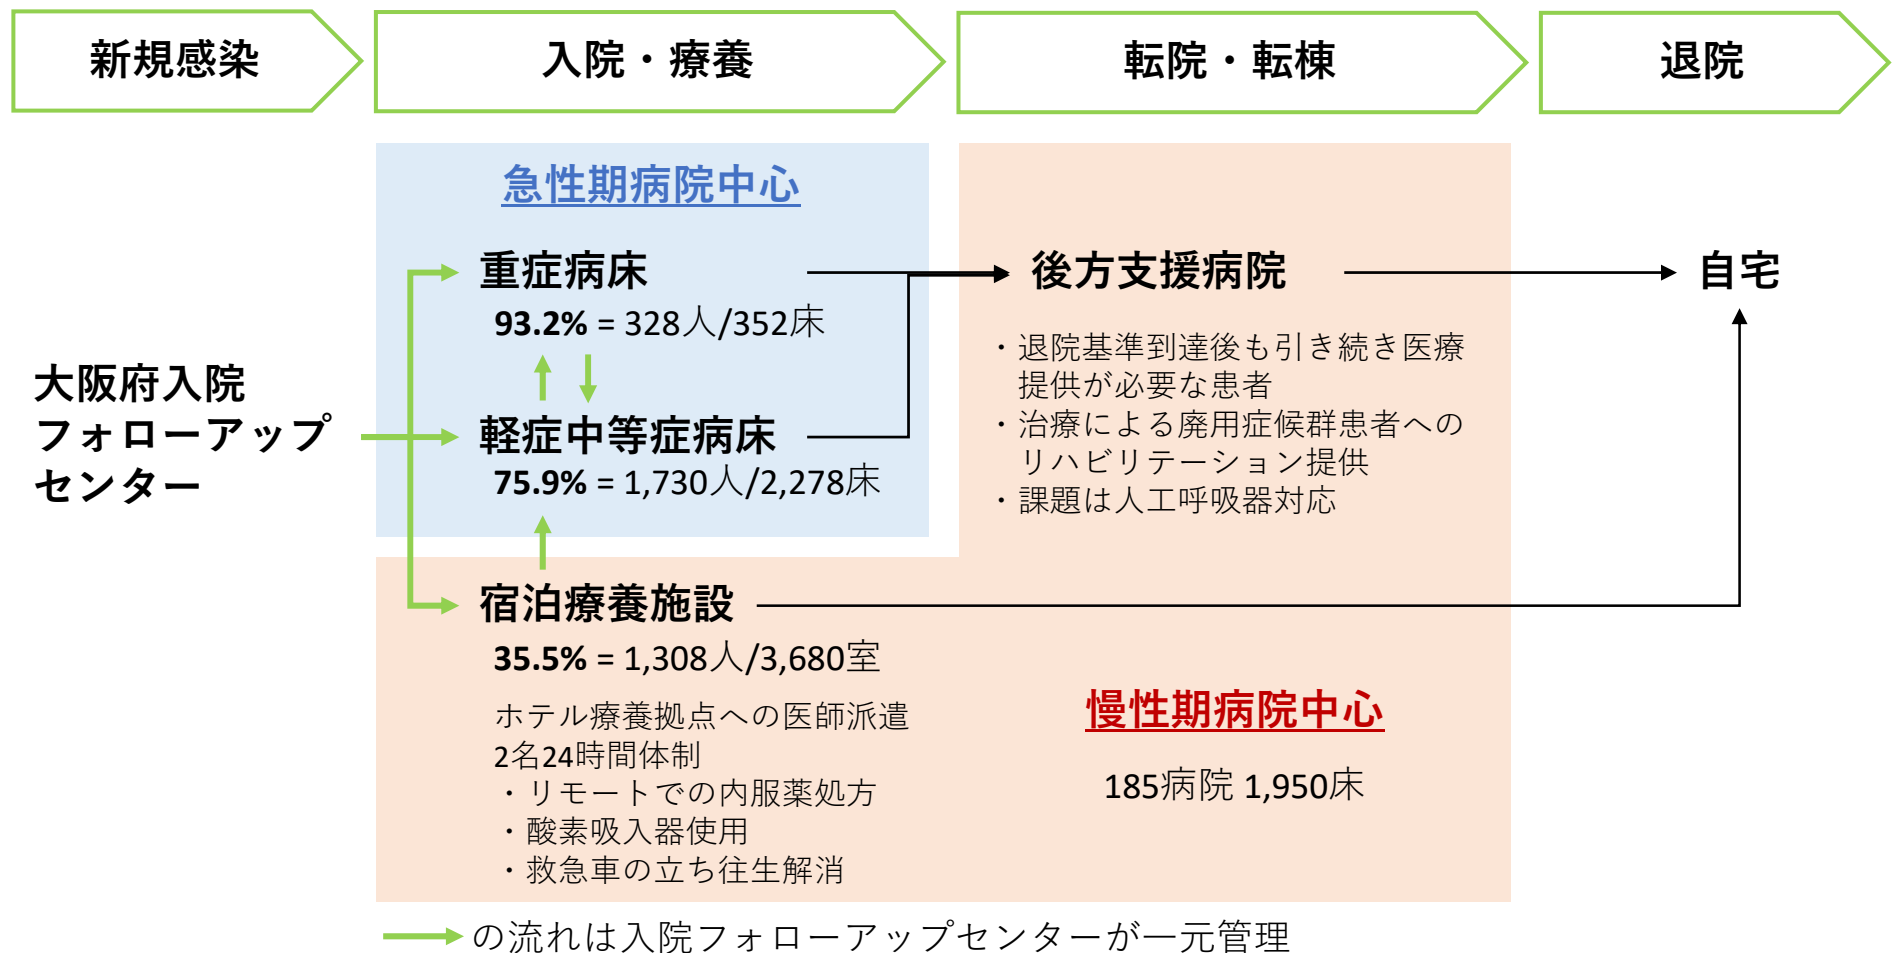 新規感染
入院・療養
転院・転棟
退院
大阪府入院
フォローアップ
センター
急性期病院中心
重症病床
93.2% = 328人/352床
軽症中等症病床
75.9% = 1,730人/2,278床
宿泊療養施設
35.5% = 1,308人/3,680室
ホテル療養拠点への医師派遣
2名24時間体制
・リモートでの内服薬処方
・酸素吸入器使用
・救急車の立ち往生解消
後方支援病院
・退院基準到達後も引き続き医療
提供が必要な患者
・治療による廃用症候群患者への
リハビリテーション提供
・課題は人工呼吸器対応
慢性期病院中心
185病院 1,950床
自宅
の流れは入院フォローアップセンターが一元管理